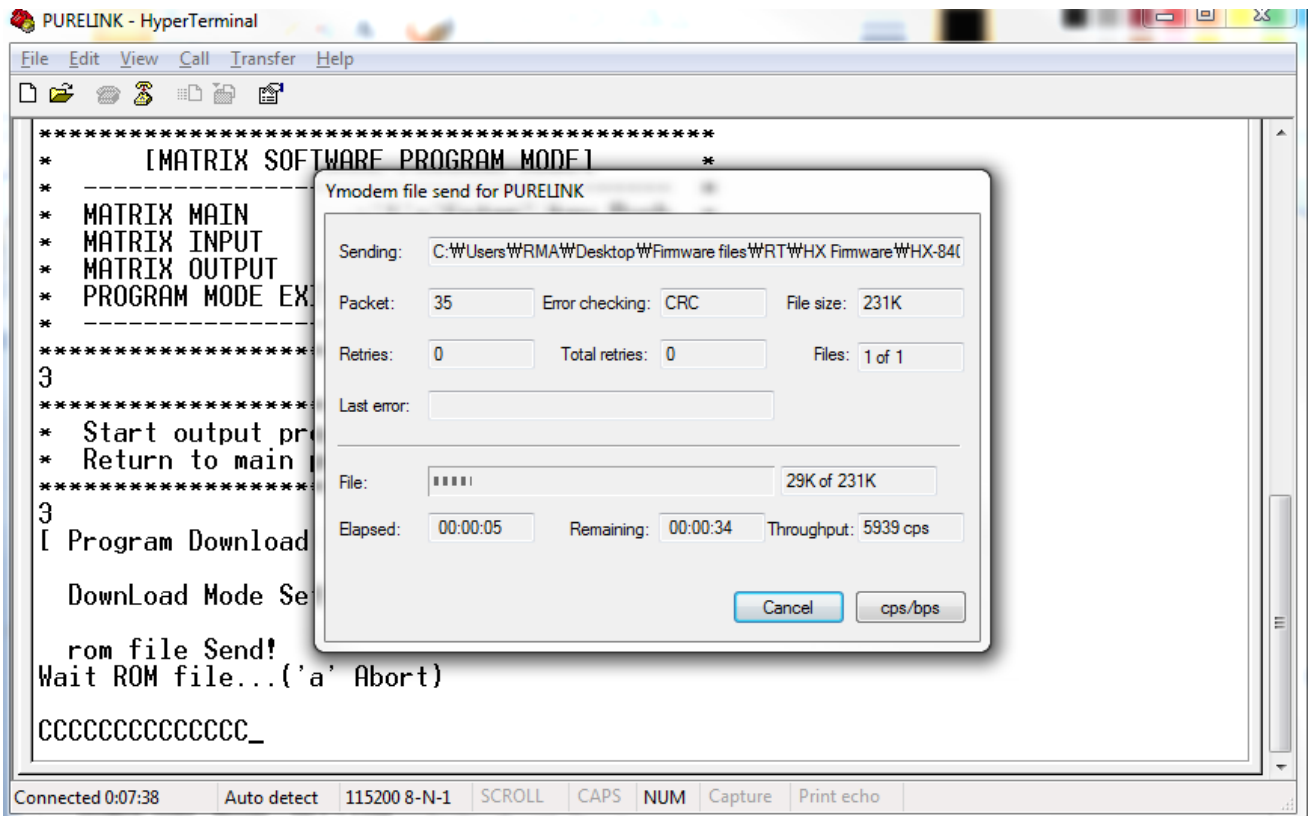 PURELINK - HyperTerminal
File Edit View Call Transfer Help
*********************************************
* [MATRIX SOFTWARE PROGRAM MODE] *
* ---------------------------------------- *
* MATRIX MAIN
* MATRIX INPUT
* MATRIX OUTPUT
* PROGRAM MODE
* ----------------
*******************
3
*******************
* Start output
* Return to main
*******************
3
[ Program Download
DownLoad Mode
rom file Send!
Wait ROM file...('a' Abort)
CCCCCCCCCCCCCC_
Ymodem file send for PURELINK
Sending: C:₩Users₩RMA₩Desktop₩Firmware files₩RT₩HX Firmware₩HX-840
Packet: 35 Error checking: CRC File size: 231K
Retries: 0 Total retries: 0 Files: 1 of 1
Last error:
File: 29K of 231K
Elapsed: 00:00:05 Remaining: 00:00:34 Throughput: 5939 cps
Cancel cps/bps
Connected 0:07:38 Auto detect 115200 8-N-1 SCROLL CAPS NUM Capture Print echo